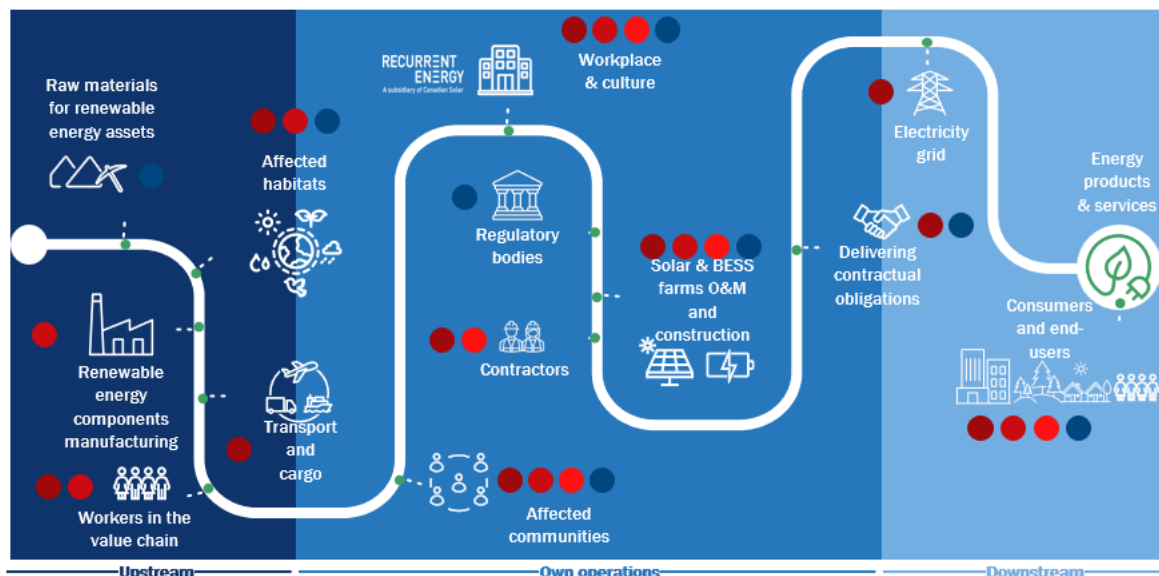 Raw materials
for renewable
energy assets
Affected
habitats
Renewable
energy
components
manufacturing
Transport
and
cargo
Workers in the
value chain
RECURRENT
ENERGY
A subsidiary of Canadian Solar
Workplace
& culture
Regulatory
bodies
Contractors
Solar & BESS
farms O&M
and
construction
Affected
communities
Electricity
grid
Delivering
contractual
obligations
Energy
products
& services
Consumers
and end-
users
Upstream
Own operations
Downstream